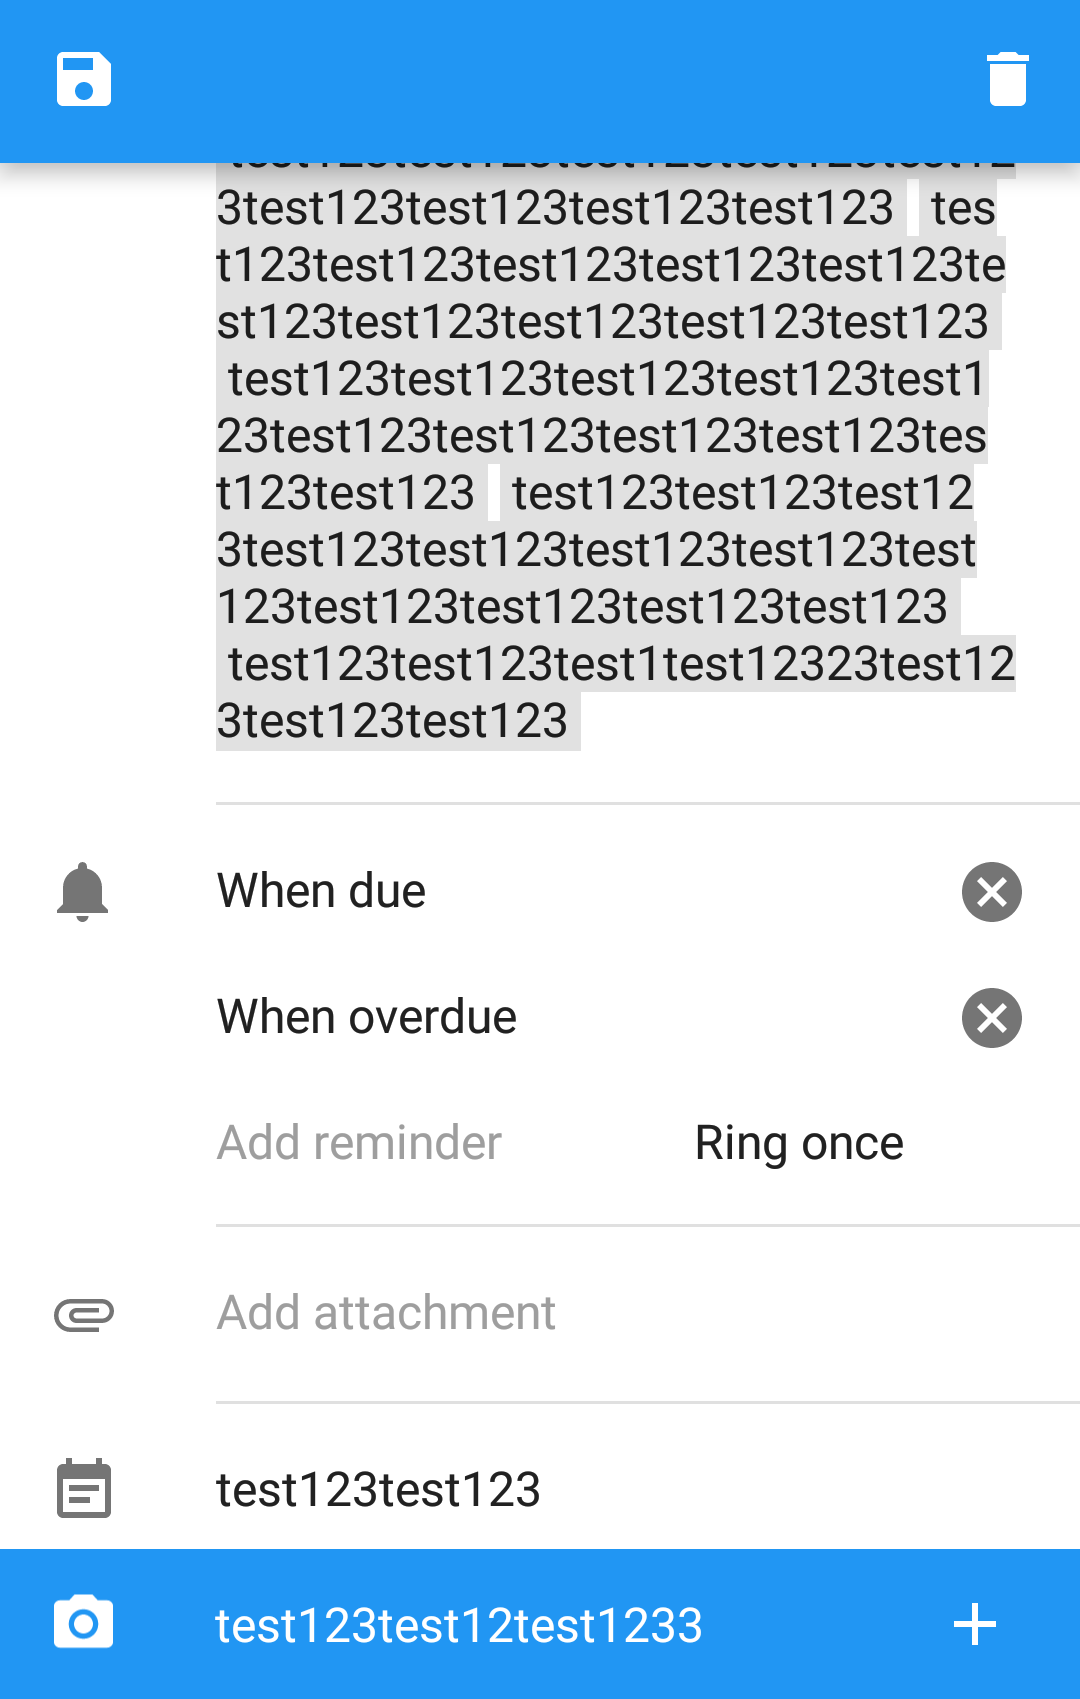 3test123test123test123test123 tes
t123test123test123test123test123te
st123test123test123test123test123
test123test123test123test123test1
23test123test123test123test123tes
t123test123 test123test123test12
3test123test123test123test123test
123test123test123test123test123
test123test123test1test12323test12
3test123test123
When due
When overdue
Add reminder Ring once
Add attachment
test123test123
test123test12test1233